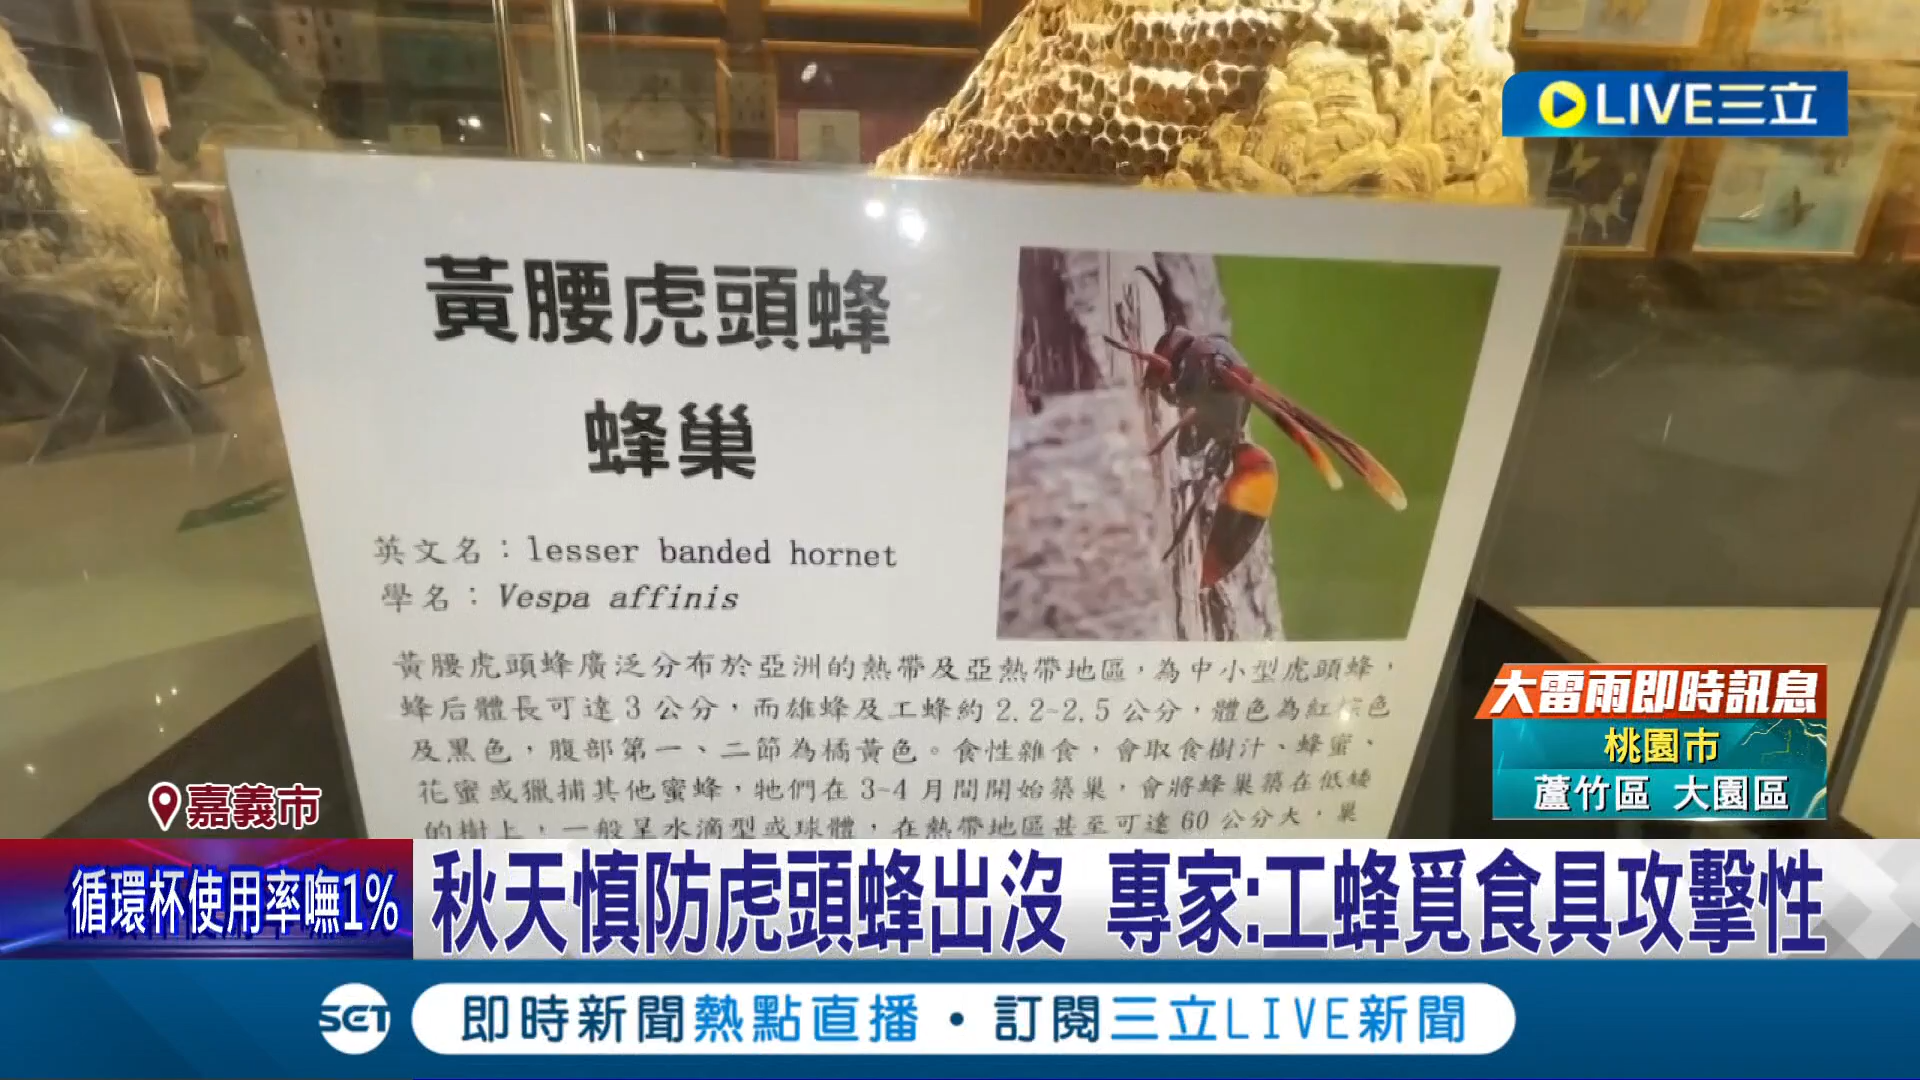 LIVE三立
黃腰虎頭蜂
蜂巢
英文名：lesser banded hornet
學名：Vespa affinis
黃腰虎頭蜂廣泛分布於亞洲的熱帶及亞熱帶地區，為中小型虎頭蜂，
蜂后體長可達3公分，而雄蜂及工蜂約2.2~2.5公分，體色為紅棕色
及黑色，腹部第一、二節為橘黃色。食性雜食，會取食樹汁、蜂蜜、
花蜜或獵捕其他蜜蜂，牠們在3~4月間開始築巢，會將蜂巢築在低矮
的樹上，一般呈水滴型或球體，在熱帶地區甚至可達60公分大，巢
大雷雨即時訊息
桃園市
蘆竹區 大園區
嘉義市
循環杯使用率嘸1%
秋天慎防虎頭蜂出沒 專家:工蜂覓食具攻擊性
SET
即時新聞熱點直播・訂閱三立LIVE新聞